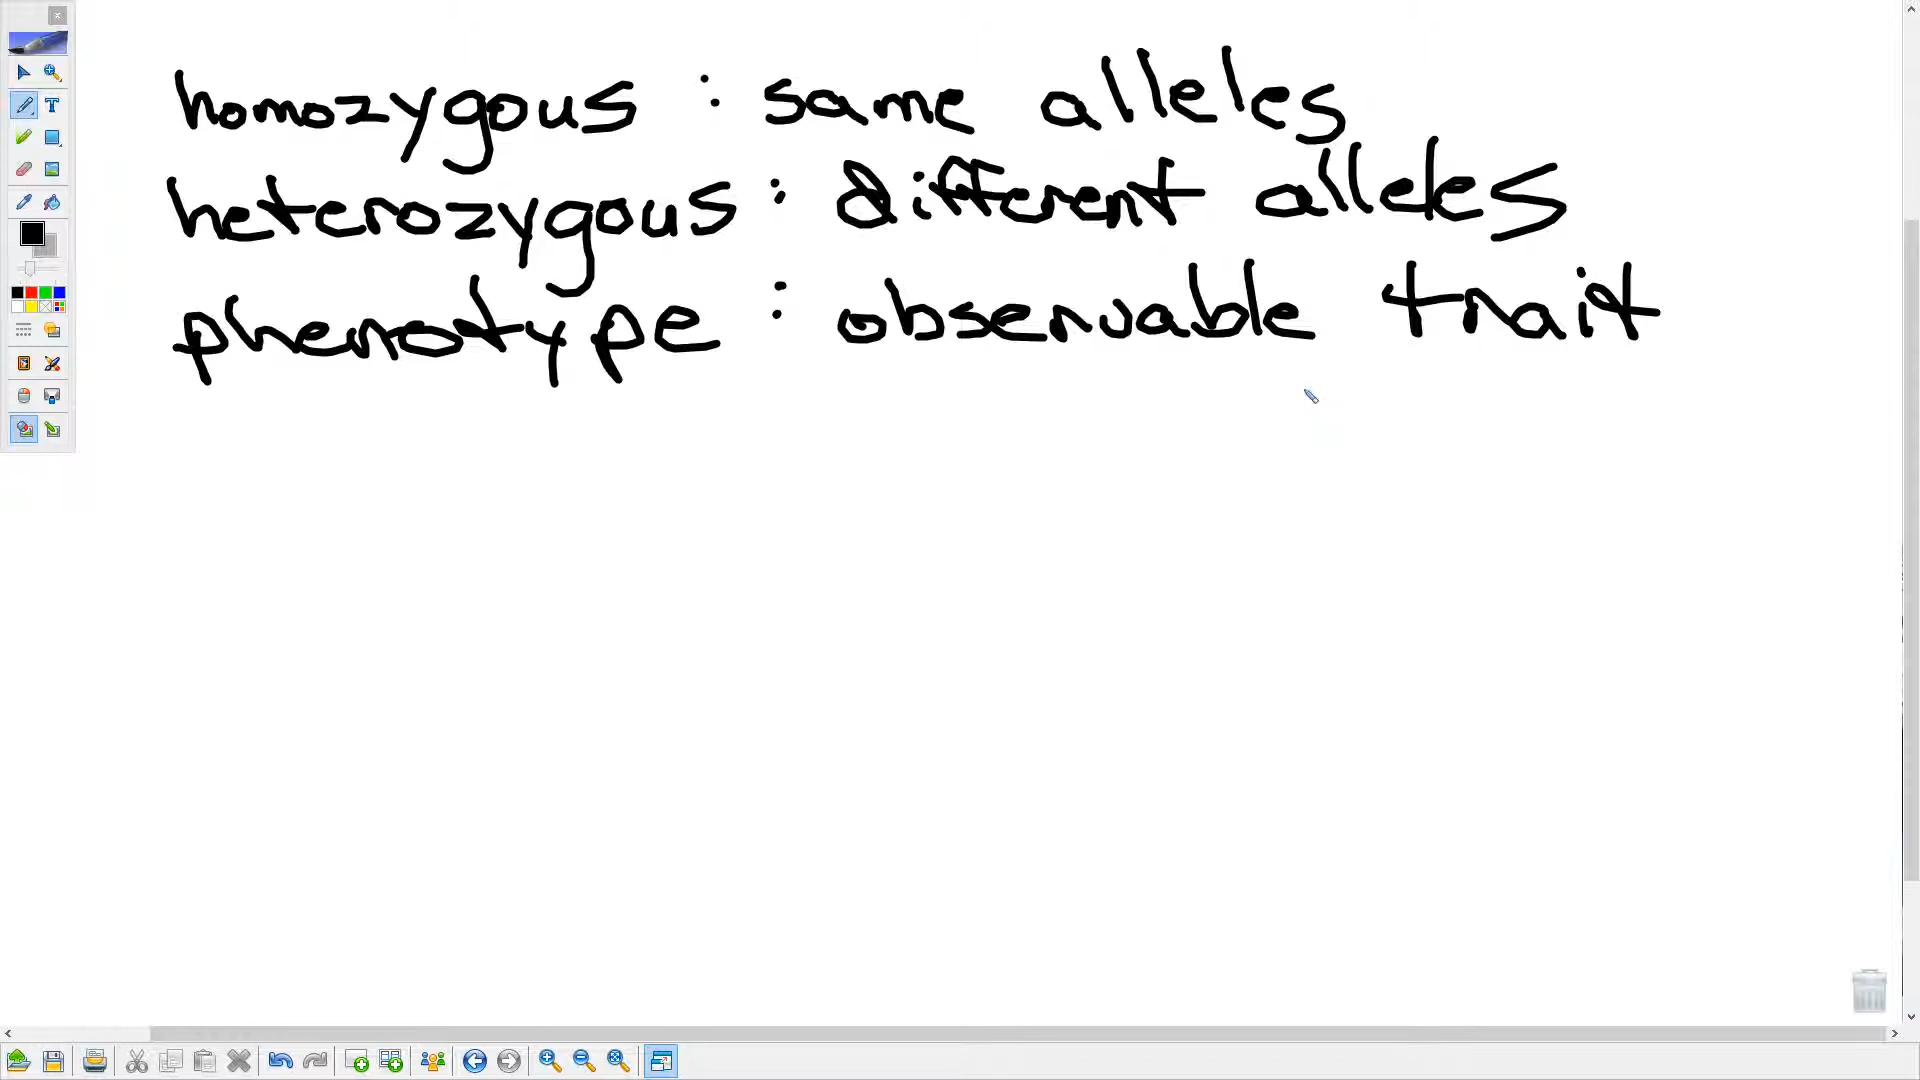 homozygous : same alleles
heterozygous : different alleles
phenotype : observable trait